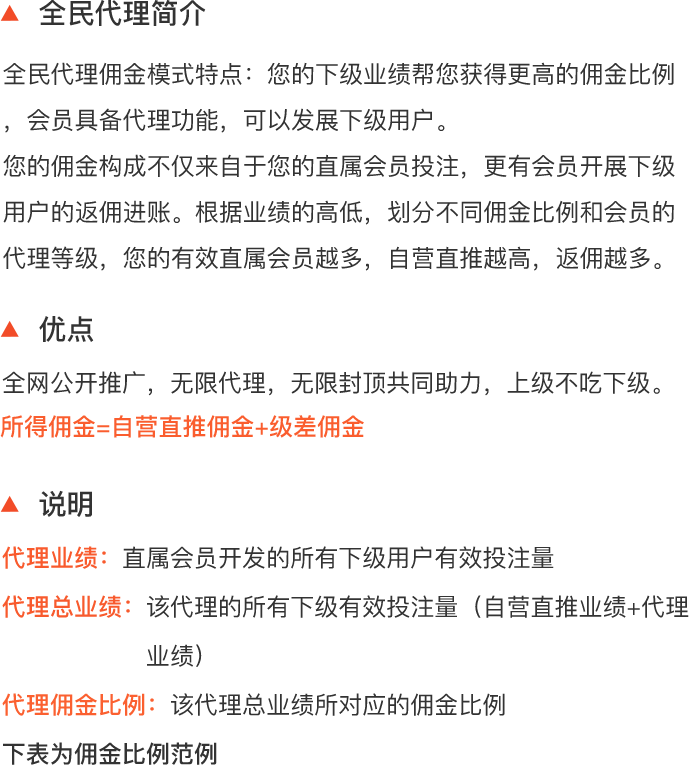 全民代理简介
全民代理佣金模式特点：您的下级业绩帮您获得更高的佣金比例
，会员具备代理功能，可以发展下级用户。
您的佣金构成不仅来自于您的直属会员投注，更有会员开展下级
用户的返佣进账。根据业绩的高低，划分不同佣金比例和会员的
代理等级，您的有效直属会员越多，自营直推越高，返佣越多。
优点
全网公开推广，无限代理，无限封顶共同助力，上级不吃下级。
所得佣金=自营直推佣金+级差佣金
说明
代理业绩：直属会员开发的所有下级用户有效投注量
代理总业绩：该代理的所有下级有效投注量（自营直推业绩+代理
业绩）
代理佣金比例：该代理总业绩所对应的佣金比例
下表为佣金比例范例